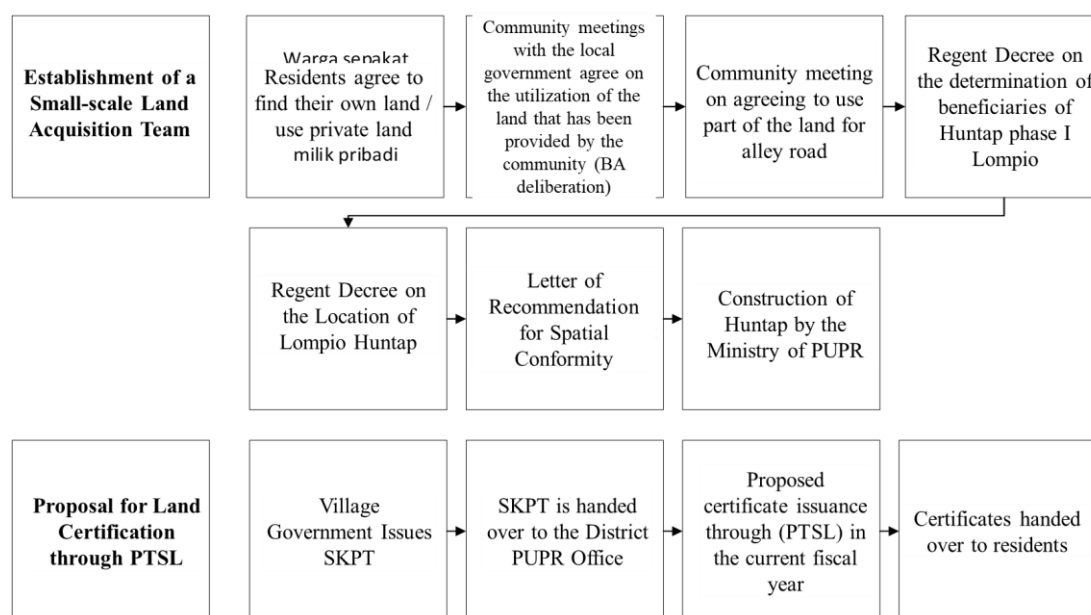 Establishment of a
Small-scale Land
Acquisition Team
Warga sepakat
Residents agree to
find their own land /
use private land
milik pribadi
Community meetings
with the local
government agree on
the utilization of the
land that has been
provided by the
community (BA
deliberation)
Community meeting
on agreeing to use
part of the land for
alley road
Regent Decree on
the determination of
beneficiaries of
Huntap phase I
Lompio
Regent Decree on
the Location of
Lompio Huntap
Letter of
Recommendation
for Spatial
Conformity
Construction of
Huntap by the
Ministry of PUPR
Proposal for Land
Certification
through PTSL
Village
Government Issues
SKPT
SKPT is handed
over to the District
PUPR Office
Proposed
certificate issuance
through (PTSL) in
the current fiscal
year
Certificates handed
over to residents